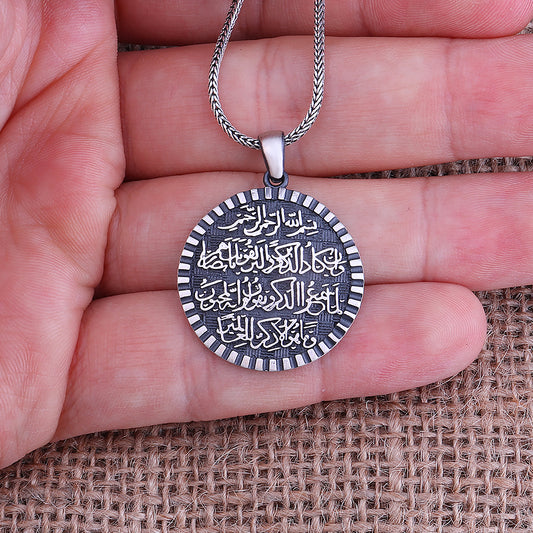 بسم الله الرحمن الرحيم
وان يكاد الذين كفروا ليزلقونك بابصارهم
لما سمعوا الذكر ويقولون انه لمجنون
وما هو الا ذكر للعالمين